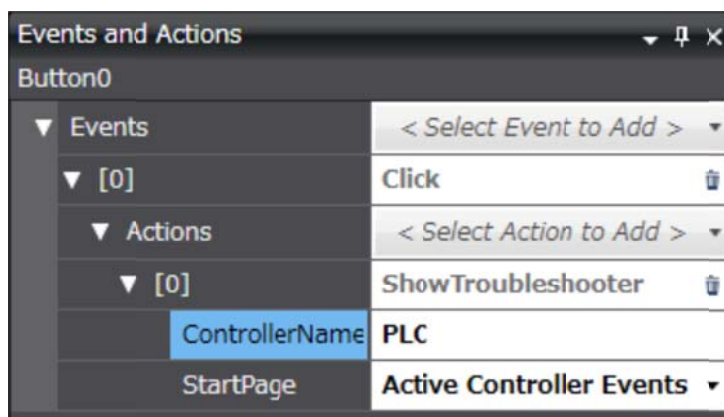 Events and Actions
Button0
Events < Select Event to Add >
[0] Click
Actions < Select Action to Add >
[0] ShowTroubleshooter
ControllerName PLC
StartPage Active Controller Events